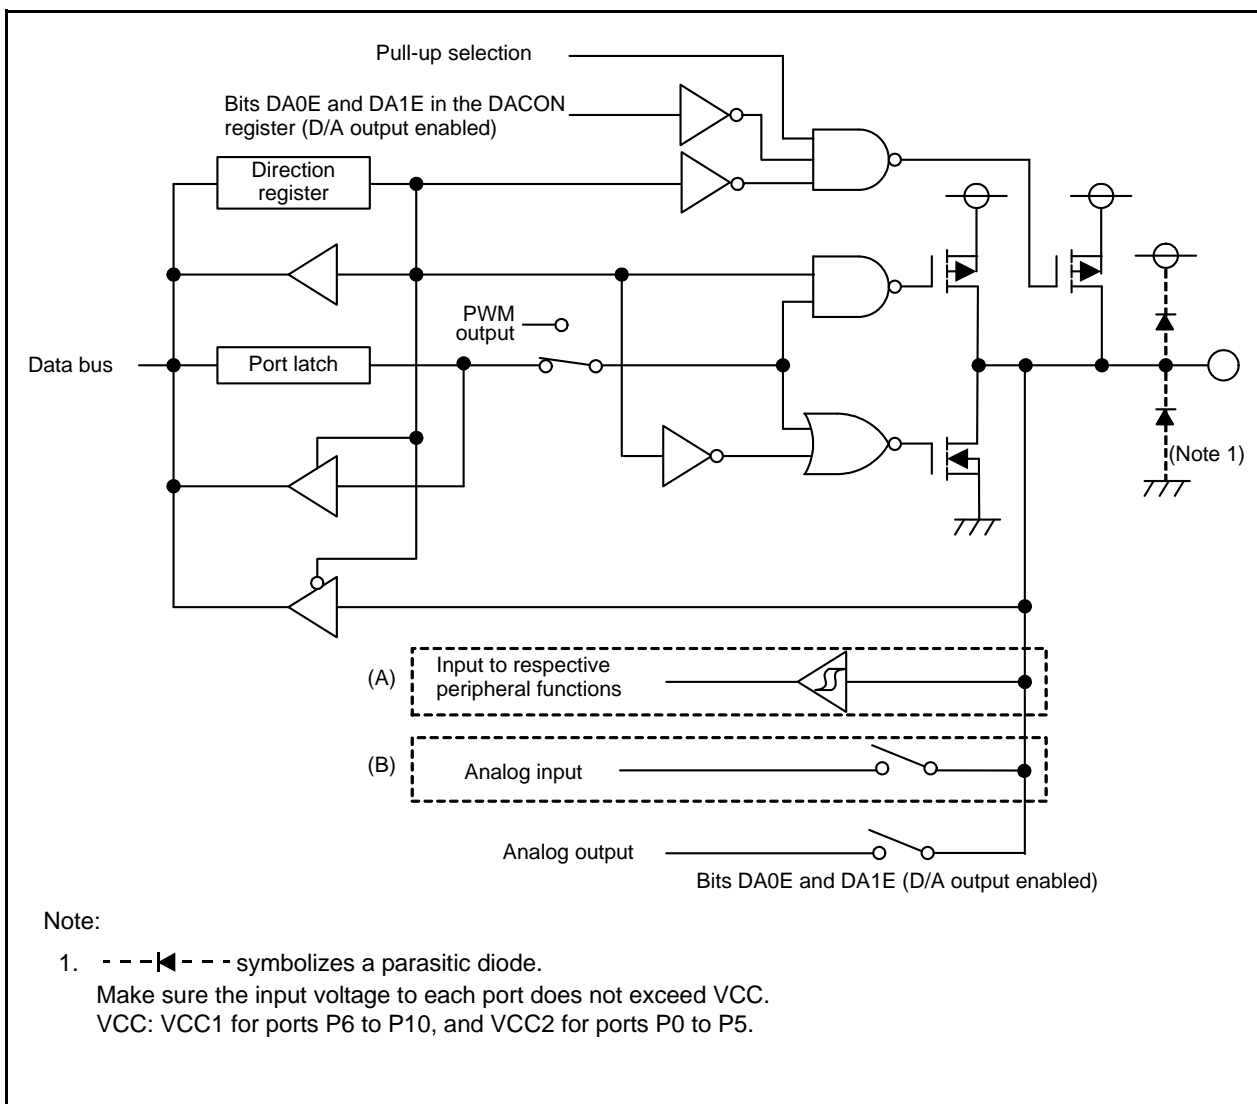 Pull-up selection
Bits DA0E and DA1E in the DACON
register (D/A output enabled)
Direction
register
PWM
output
Data bus
Port latch
(Note 1)
(A)
Input to respective
peripheral functions
(B)
Analog input
Analog output
Bits DA0E and DA1E (D/A output enabled)
Note:
1. symbolizes a parasitic diode.
Make sure the input voltage to each port does not exceed VCC.
VCC: VCC1 for ports P6 to P10, and VCC2 for ports P0 to P5.